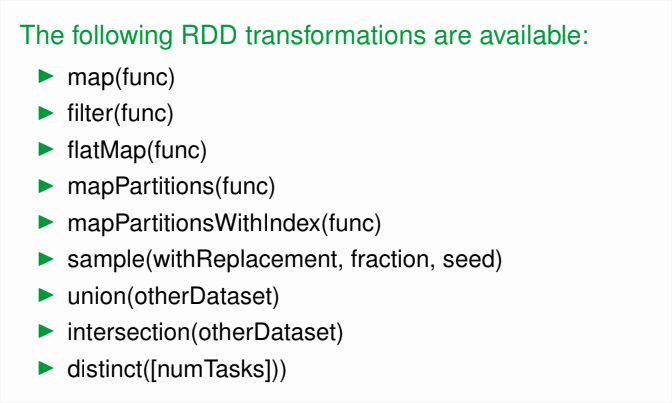 The following RDD transformations are available:
► map(func)
► filter(func)
► flatMap(func)
► mapPartitions(func)
► mapPartitionsWithIndex(func)
► sample(withReplacement, fraction, seed)
► union(otherDataset)
► intersection(otherDataset)
► distinct([numTasks]))